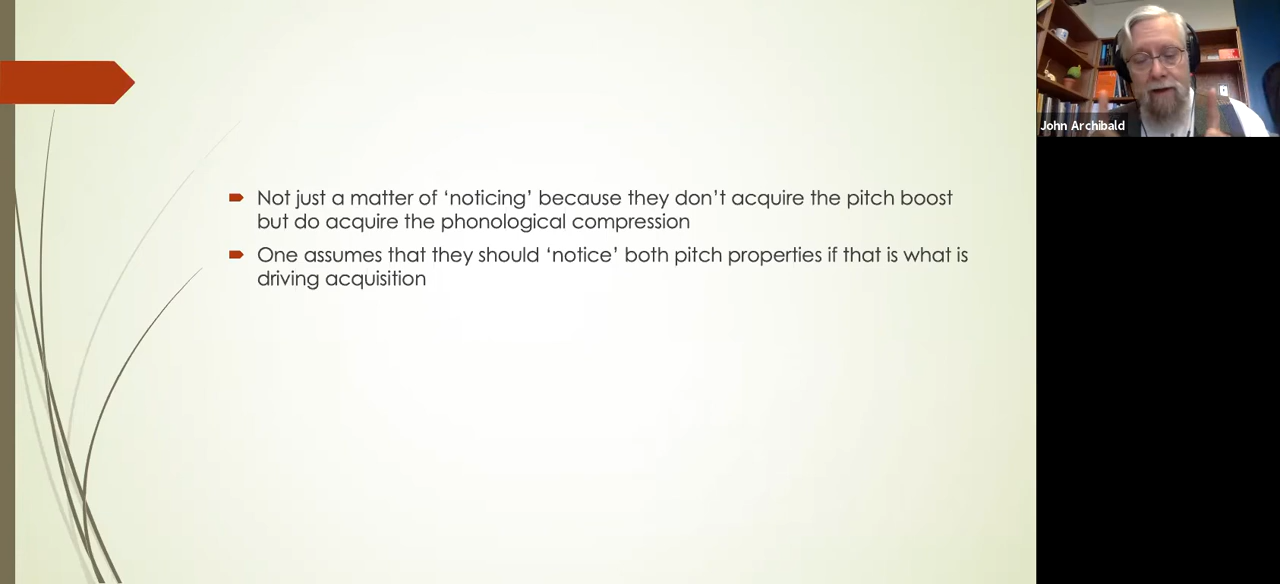 Not just a matter of ‘noticing’ because they don’t acquire the pitch boost
but do acquire the phonological compression
One assumes that they should ‘notice’ both pitch properties if that is what is
driving acquisition
John Archibald